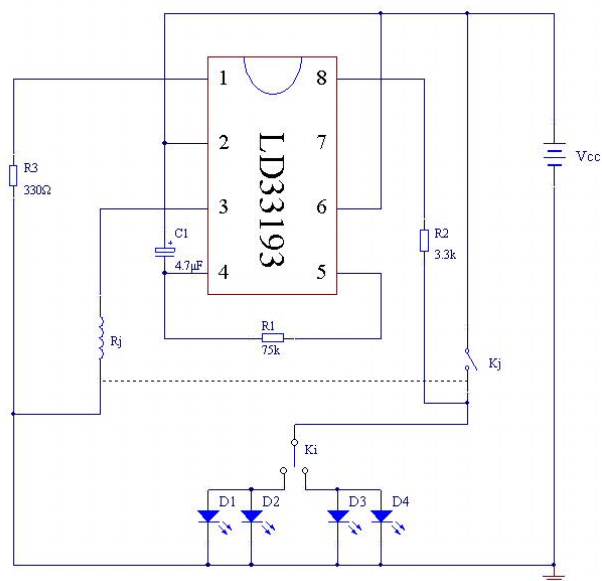 1
8
R3
330Ω
2
7
LD33193
Vcc
3
6
C1
+
4.7μF
R2
3.3k
4
5
R1
75k
Rj
Kj
Ki
D1
D2
D3
D4